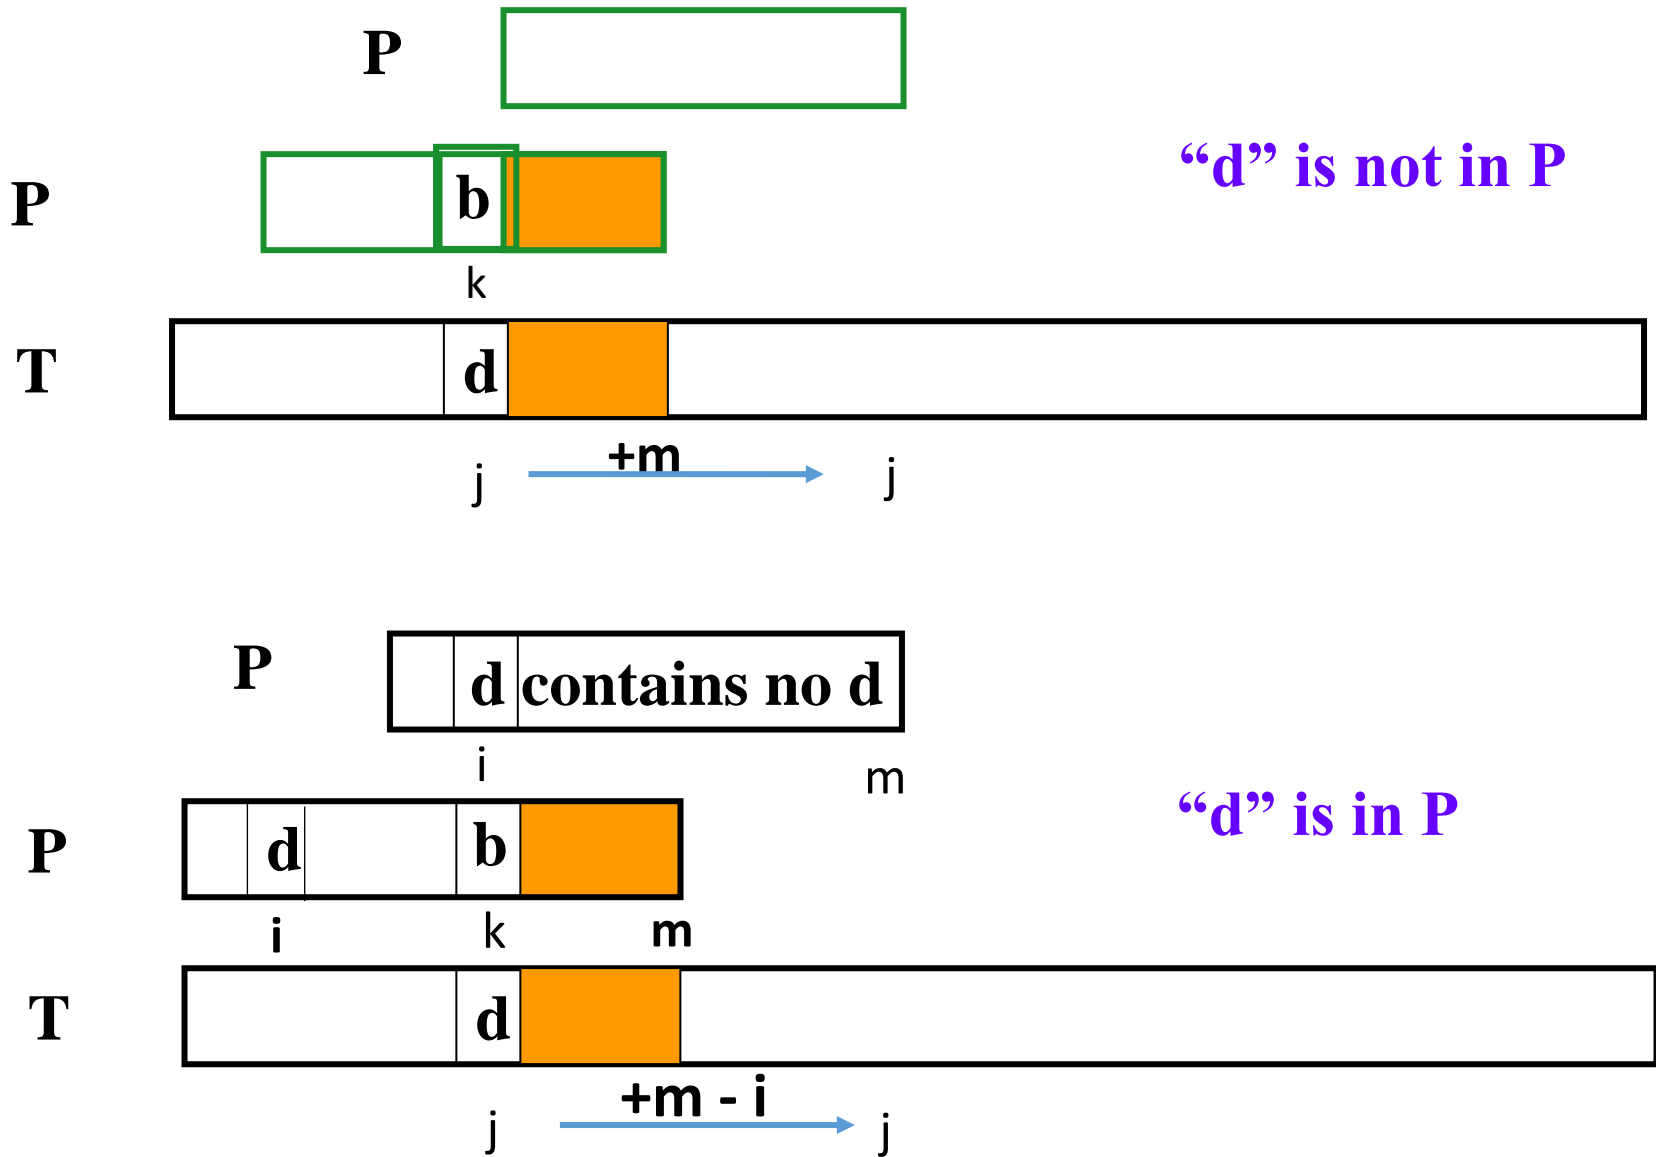 P
P b “d” is not in P
k
T d
+m
j j
P d contains no d
i m
P d b “d” is in P
i k m
T d
+m - i
j j